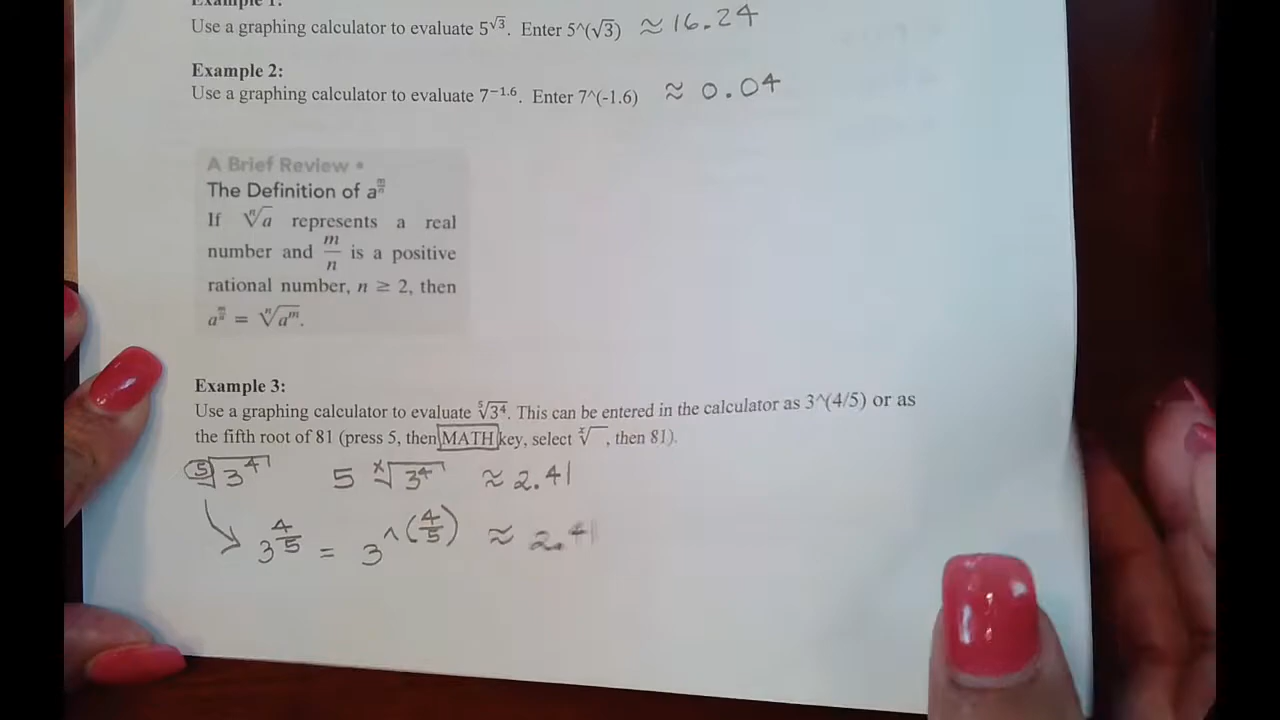 Example 1:
Use a graphing calculator to evaluate 5^√3. Enter 5^(√3) ≈ 16.24
Example 2:
Use a graphing calculator to evaluate 7⁻¹·⁶. Enter 7^(-1.6) ≈ 0.04
A Brief Review •
The Definition of a^(m/n)
If ⁿ√a represents a real
number and m/n is a positive
rational number, n ≥ 2, then
a^(m/n) = ⁿ√(aᵐ).
Example 3:
Use a graphing calculator to evaluate ⁵√(3⁴). This can be entered in the calculator as 3^(4/5) or as
the fifth root of 81 (press 5, then MATH key, select ˣ√ , then 81).
⁵√(3⁴) 5 ˣ√(3⁴) ≈ 2.41
3^(4/5) = 3^(4/5) ≈ 2.41